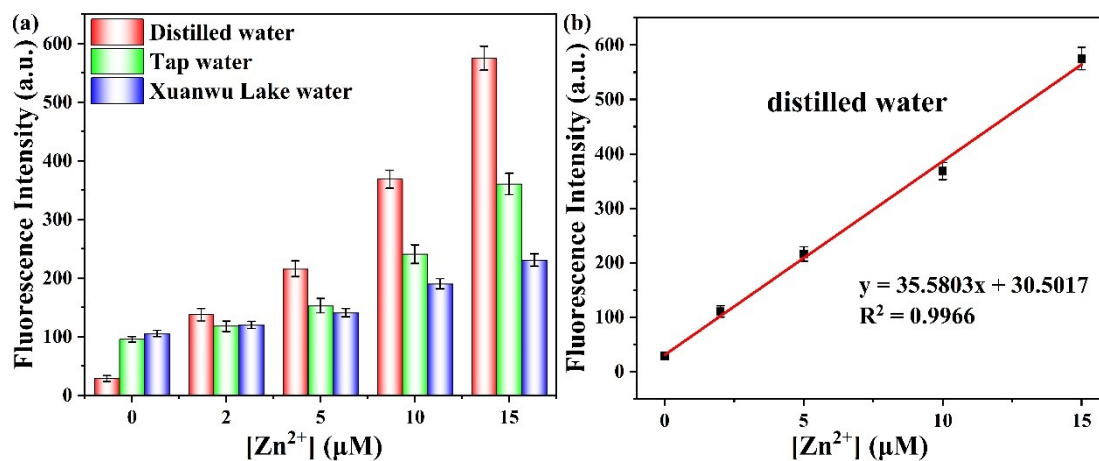 (a)
Distilled water
Tap water
Xuanwu Lake water
Fluorescence Intensity (a.u.)
600
500
400
300
200
100
0
0 2 5 10 15
[Zn²⁺] (μM)
(b)
distilled water
Fluorescence Intensity (a.u.)
600
500
400
300
200
100
0
y = 35.5803x + 30.5017
R² = 0.9966
0 5 10 15
[Zn²⁺] (μM)